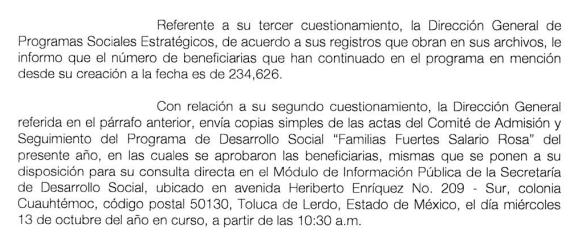 Referente a su tercer cuestionamiento, la Dirección General de
Programas Sociales Estratégicos, de acuerdo a sus registros que obran en sus archivos, le
informo que el número de beneficiarias que han continuado en el programa en mención
desde su creación a la fecha es de 234,626.
Con relación a su segundo cuestionamiento, la Dirección General
referida en el párrafo anterior, envía copias simples de las actas del Comité de Admisión y
Seguimiento del Programa de Desarrollo Social "Familias Fuertes Salario Rosa" del
presente año, en las cuales se aprobaron las beneficiarias, mismas que se ponen a su
disposición para su consulta directa en el Módulo de Información Pública de la Secretaría
de Desarrollo Social, ubicado en avenida Heriberto Enríquez No. 209 - Sur, colonia
Cuauhtémoc, código postal 50130, Toluca de Lerdo, Estado de México, el día miércoles
13 de octubre del año en curso, a partir de las 10:30 a.m.